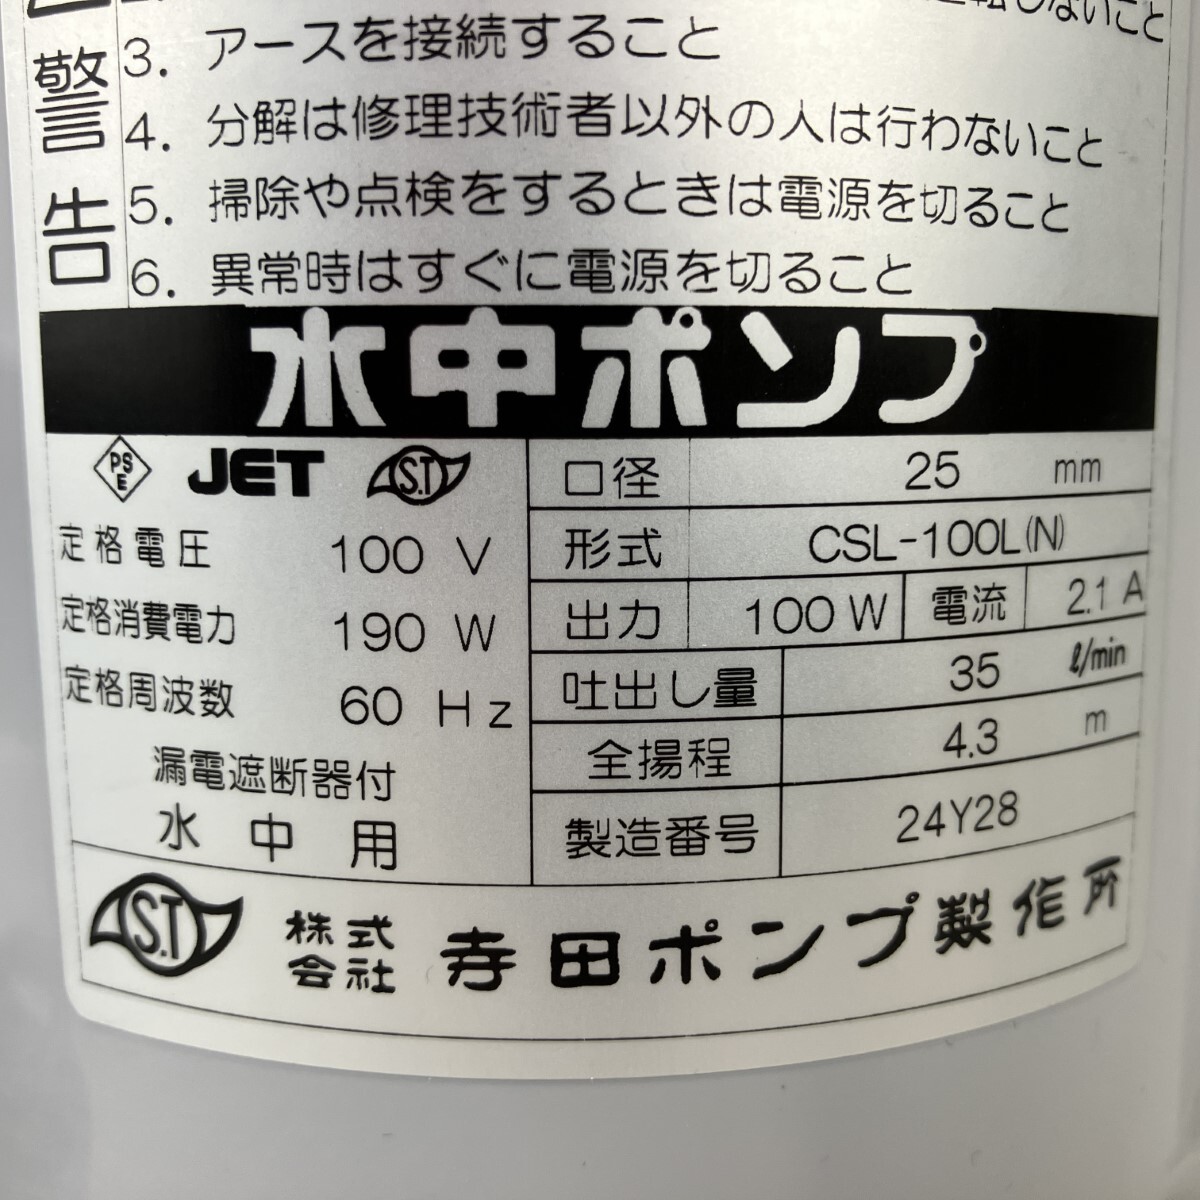 転しないこと
警告
3. アースを接続すること
4. 分解は修理技術者以外の人は行わないこと
5. 掃除や点検をするときは電源を切ること
6. 異常時はすぐに電源を切ること
水中ポンプ
PSE JET S.T
定格電圧 100 V
定格消費電力 190 W
定格周波数 60 Hz
漏電遮断器付
水中用
口径 25 mm
形式 CSL-100L(N)
出力 100 W 電流 2.1 A
吐出し量 35 ℓ/min
全揚程 4.3 m
製造番号 24Y28
S.T 株式会社 寺田ポンプ製作所